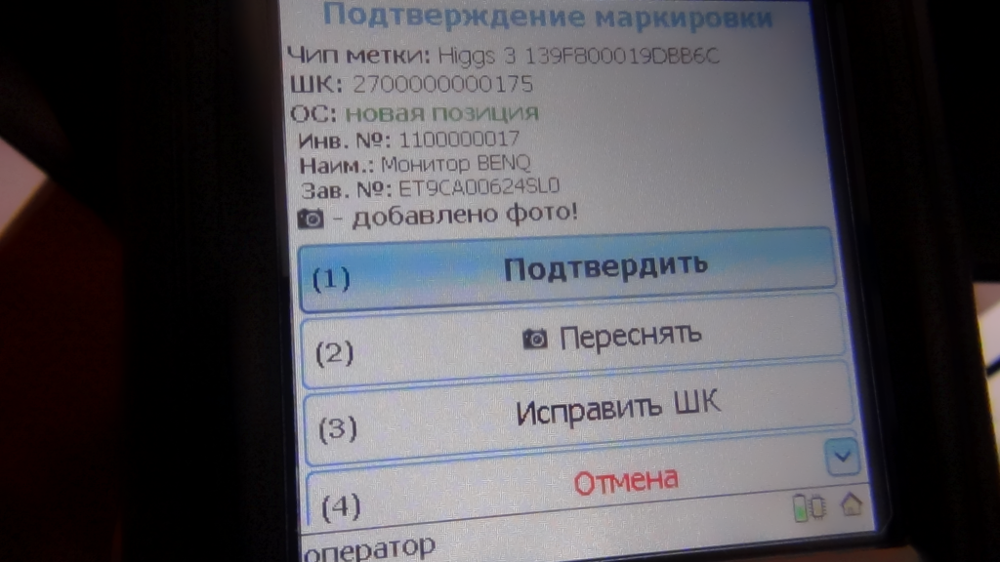 Подтверждение маркировки
Чип метки: Higgs 3 139F800019DBB6C
ШК: 2700000000175
ОС: новая позиция
Инв. №: 1100000017
Наим.: Монитор BENQ
Зав. №: ET9CA00624SL0
- добавлено фото!
(1) Подтвердить
(2) Переснять
(3) Исправить ШК
(4) Отмена
оператор